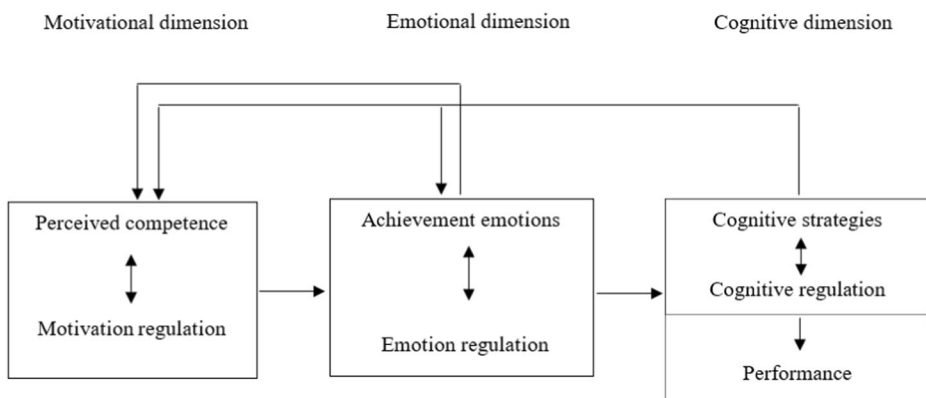 Motivational dimension
Emotional dimension
Cognitive dimension
Perceived competence
Motivation regulation
Achievement emotions
Emotion regulation
Cognitive strategies
Cognitive regulation
Performance